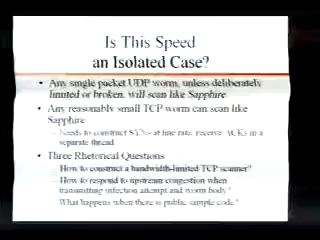 Is This Speed
an Isolated Case?
• Any single packet UDP worm, unless deliberately
limited or broken, will scan like Sapphire
• Any reasonably small TCP worm can scan like
Sapphire
– Needs to construct SYNs at line rate, receive ACKs in a
separate thread
• Three Rhetorical Questions
– How to construct a bandwidth-limited TCP scanner?
– How to respond to upstream congestion when
transmitting infection attempt and worm body?
– What happens when there is public, sample code?